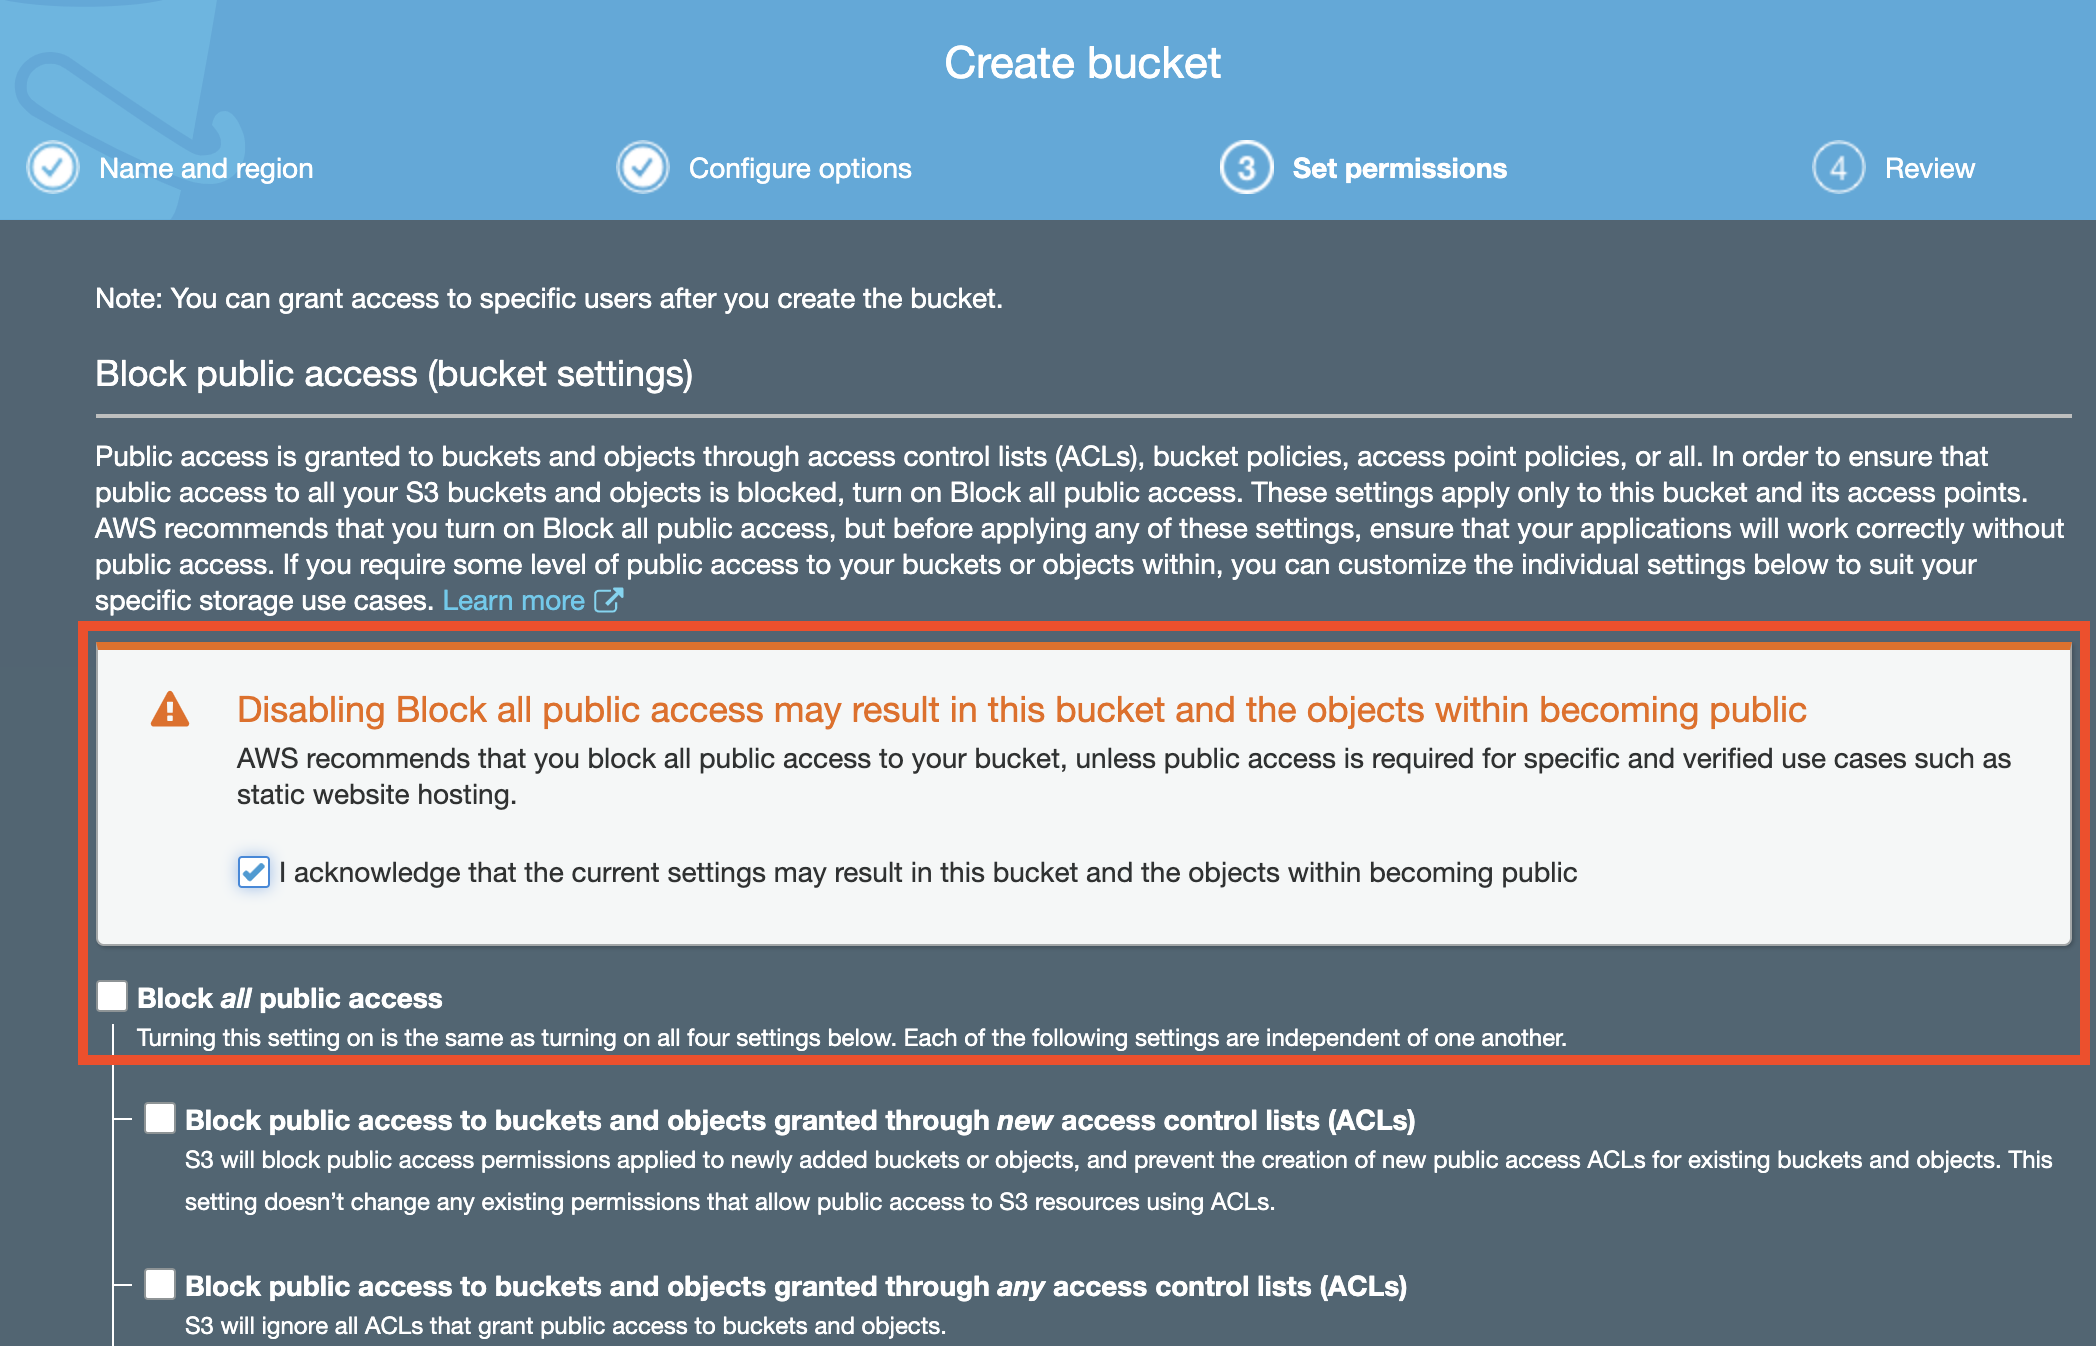 Create bucket
Name and region
Configure options
3 Set permissions
4 Review
Note: You can grant access to specific users after you create the bucket.
Block public access (bucket settings)
Public access is granted to buckets and objects through access control lists (ACLs), bucket policies, access point policies, or all. In order to ensure that
public access to all your S3 buckets and objects is blocked, turn on Block all public access. These settings apply only to this bucket and its access points.
AWS recommends that you turn on Block all public access, but before applying any of these settings, ensure that your applications will work correctly without
public access. If you require some level of public access to your buckets or objects within, you can customize the individual settings below to suit your
specific storage use cases. Learn more
Disabling Block all public access may result in this bucket and the objects within becoming public
AWS recommends that you block all public access to your bucket, unless public access is required for specific and verified use cases such as
static website hosting.
I acknowledge that the current settings may result in this bucket and the objects within becoming public
Block all public access
Turning this setting on is the same as turning on all four settings below. Each of the following settings are independent of one another.
Block public access to buckets and objects granted through new access control lists (ACLs)
S3 will block public access permissions applied to newly added buckets or objects, and prevent the creation of new public access ACLs for existing buckets and objects. This
setting doesn’t change any existing permissions that allow public access to S3 resources using ACLs.
Block public access to buckets and objects granted through any access control lists (ACLs)
S3 will ignore all ACLs that grant public access to buckets and objects.